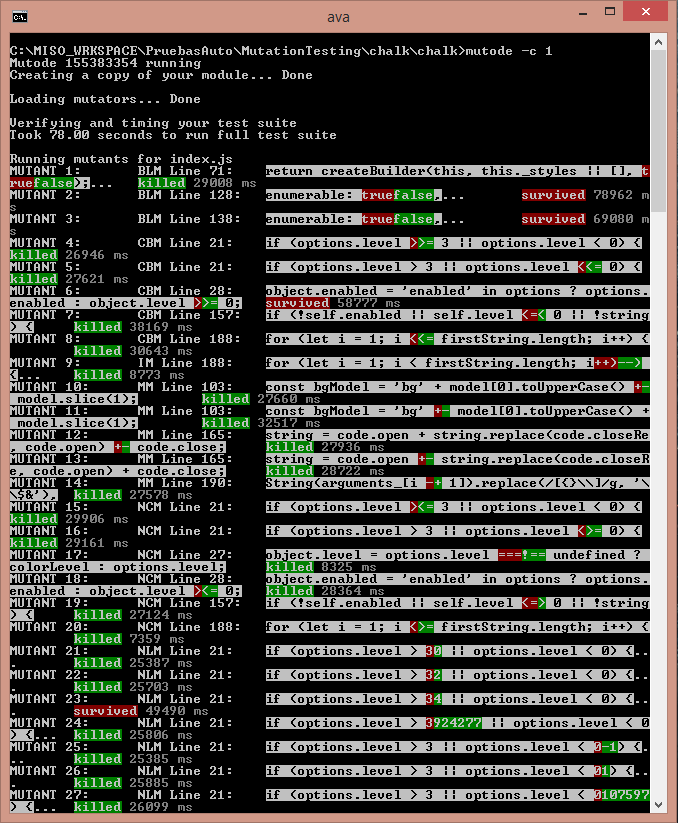 ava
C:\MISO_WRKSPACE\PruebasAuto\MutationTesting\chalk\chalk>mutode -c 1
Mutode 155383354 running
Creating a copy of your module... Done
Loading mutators... Done
Verifying and timing your test suite
Took 78.00 seconds to run full test suite
Running mutants for index.js
MUTANT 1: BLM Line 71: return createBuilder(this, this._styles || [], t
ruefalse);... killed 29008 ms
MUTANT 2: BLM Line 128: enumerable: truefalse,... survived 78962 m
s
MUTANT 3: BLM Line 138: enumerable: truefalse,... survived 69080 m
s
MUTANT 4: CBM Line 21: if (options.level >>= 3 || options.level < 0) {
killed 26946 ms
MUTANT 5: CBM Line 21: if (options.level > 3 || options.level <<= 0) {
killed 27621 ms
MUTANT 6: CBM Line 28: object.enabled = 'enabled' in options ? options.
enabled : object.level >>= 0; survived 58777 ms
MUTANT 7: CBM Line 157: if (!self.enabled || self.level <=< 0 || !string
) { killed 38169 ms
MUTANT 8: CBM Line 188: for (let i = 1; i <<= firstString.length; i++) {
killed 30643 ms
MUTANT 9: IM Line 188: for (let i = 1; i < firstString.length; i++)--)
{... killed 8773 ms
MUTANT 10: MM Line 103: const bgModel = 'bg' + model[0].toUpperCase() +-
model.slice(1); killed 27660 ms
MUTANT 11: MM Line 103: const bgModel = 'bg' +- model[0].toUpperCase() +
model.slice(1); killed 32517 ms
MUTANT 12: MM Line 165: string = code.open + string.replace(code.closeRe
, code.open) +- code.close; killed 27936 ms
MUTANT 13: MM Line 165: string = code.open +- string.replace(code.closeR
e, code.open) + code.close; killed 28722 ms
MUTANT 14: MM Line 190: String(arguments_[i -+ 1]).replace(/[{}\\]/g, '\
\$&'), killed 27578 ms
MUTANT 15: NCM Line 21: if (options.level ><= 3 || options.level < 0) {
killed 29906 ms
MUTANT 16: NCM Line 21: if (options.level > 3 || options.level <>= 0) {
killed 29161 ms
MUTANT 17: NCM Line 27: object.level = options.level ===!== undefined ?
colorLevel : options.level; killed 8325 ms
MUTANT 18: NCM Line 28: object.enabled = 'enabled' in options ? options.
enabled : object.level ><= 0; killed 28364 ms
MUTANT 19: NCM Line 157: if (!self.enabled || self.level <=> 0 || !string
) { killed 27124 ms
MUTANT 20: NCM Line 188: for (let i = 1; i <>= firstString.length; i++) {
killed 7359 ms
MUTANT 21: NLM Line 21: if (options.level > 30 || options.level < 0) {..
. killed 25387 ms
MUTANT 22: NLM Line 21: if (options.level > 32 || options.level < 0) {..
. killed 25703 ms
MUTANT 23: NLM Line 21: if (options.level > 34 || options.level < 0) {..
. survived 49490 ms
MUTANT 24: NLM Line 21: if (options.level > 3924277 || options.level < 0
) {... killed 25806 ms
MUTANT 25: NLM Line 21: if (options.level > 3 || options.level < 0-1) {.
.. killed 25385 ms
MUTANT 26: NLM Line 21: if (options.level > 3 || options.level < 01) {..
. killed 25885 ms
MUTANT 27: NLM Line 21: if (options.level > 3 || options.level < 0107597
) {... killed 26099 ms